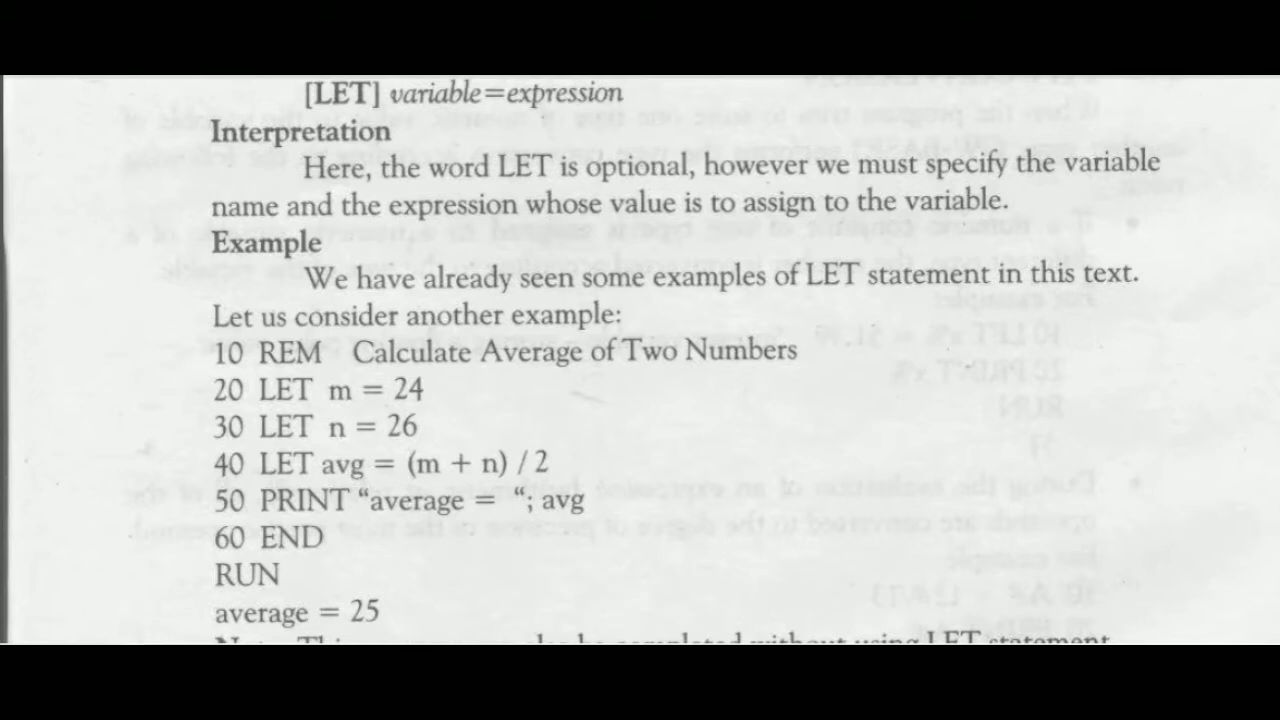 [LET] variable=expression
Interpretation
Here, the word LET is optional, however we must specify the variable
name and the expression whose value is to assign to the variable.
Example
We have already seen some examples of LET statement in this text.
Let us consider another example:
10 REM Calculate Average of Two Numbers
20 LET m = 24
30 LET n = 26
40 LET avg = (m + n) / 2
50 PRINT “average = “; avg
60 END
RUN
average = 25
LET statement